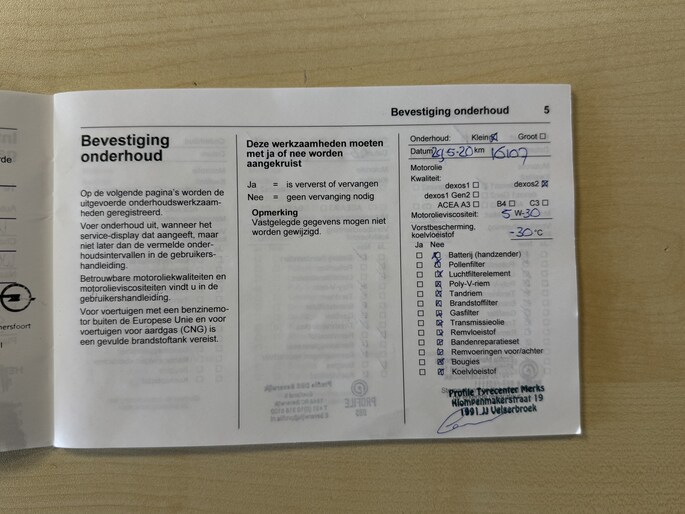 rde
nersfoort
Bevestiging onderhoud 5
Bevestiging
onderhoud
Op de volgende pagina's worden de
uitgevoerde onderhoudswerkzaam-
heden geregistreerd.
Voer onderhoud uit, wanneer het
service-display dat aangeeft, maar
niet later dan de vermelde onder-
houdsintervallen in de gebruikers-
handleiding.
Betrouwbare motoroliekwaliteiten en
motorolieviscositeiten vindt u in de
gebruikershandleiding.
Voor voertuigen met een benzinemo-
tor buiten de Europese Unie en voor
voertuigen voor aardgas (CNG) is
een gevulde brandstoftank vereist.
Deze werkzaamheden moeten
met ja of nee worden
aangekruist
Ja = is ververst of vervangen
Nee = geen vervanging nodig
Opmerking
Vastgelegde gegevens mogen niet
worden gewijzigd.
Onderhoud: Klein Groot
Datum 29-5-20 km 16107
Motorolie
Kwaliteit:
dexos1 dexos2
dexos1 Gen2
ACEA A3 B4 C3
Motorolieviscositeit: 5 W-30
Vorstbescherming,
koelvloeistof -30 °C
Ja Nee
Batterij (handzender)
Pollenfilter
Luchtfilterelement
Poly-V-riem
Tandriem
Brandstoffilter
Gasfilter
Transmissieolie
Remvloeistof
Bandenreparatieset
Remvoeringen voor/achter
Bougies
Koelvloeistof
Profile Tyrecenter Merks
Klompenmakerstraat 19
1991 JJ Velserbroek